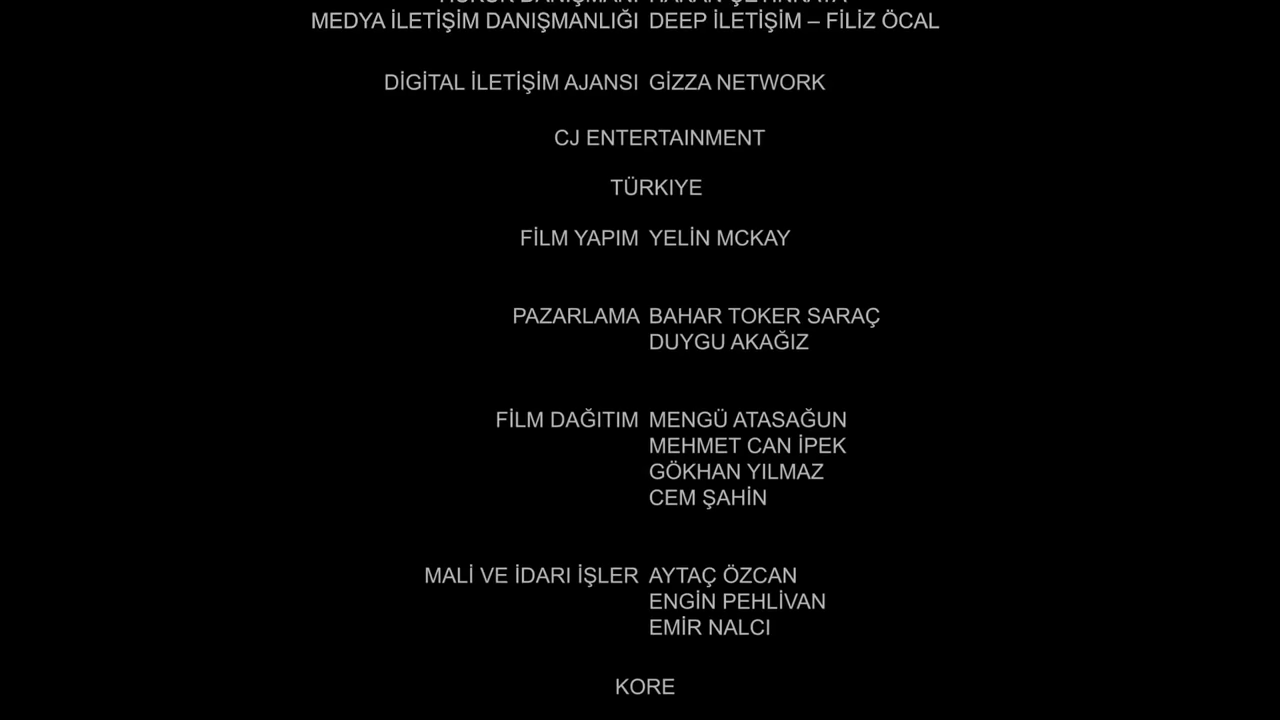 MEDYA İLETİŞİM DANIŞMANLIĞI DEEP İLETİŞİM – FİLİZ ÖCAL
DİGİTAL İLETİŞİM AJANSI GİZZA NETWORK
CJ ENTERTAINMENT
TÜRKIYE
FİLM YAPIM YELİN MCKAY
PAZARLAMA BAHAR TOKER SARAÇ
DUYGU AKAĞIZ
FİLM DAĞITIM MENGÜ ATASAĞUN
MEHMET CAN İPEK
GÖKHAN YILMAZ
CEM ŞAHİN
MALİ VE İDARI İŞLER AYTAÇ ÖZCAN
ENGİN PEHLİVAN
EMİR NALCI
KORE